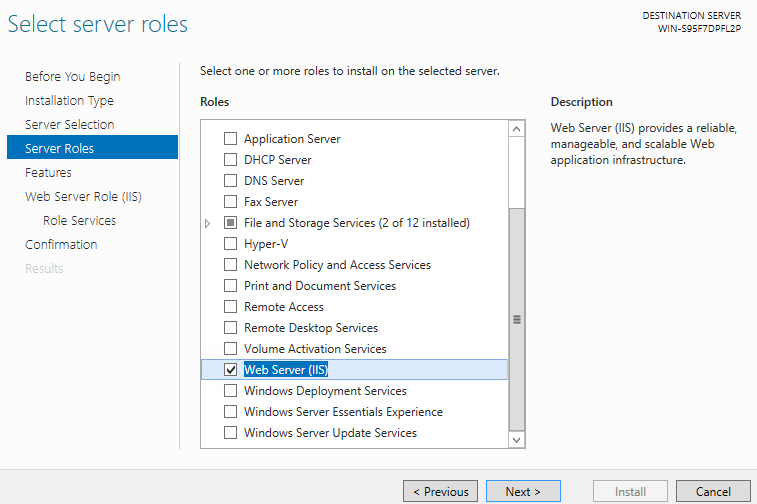 Select server roles
DESTINATION SERVER
WIN-S95F7DPFL2P
Before You Begin
Installation Type
Server Selection
Server Roles
Features
Web Server Role (IIS)
Role Services
Confirmation
Results
Select one or more roles to install on the selected server.
Roles
Application Server
DHCP Server
DNS Server
Fax Server
File and Storage Services (2 of 12 installed)
Hyper-V
Network Policy and Access Services
Print and Document Services
Remote Access
Remote Desktop Services
Volume Activation Services
Web Server (IIS)
Windows Deployment Services
Windows Server Essentials Experience
Windows Server Update Services
Description
Web Server (IIS) provides a reliable,
manageable, and scalable Web
application infrastructure.
< Previous
Next >
Install
Cancel